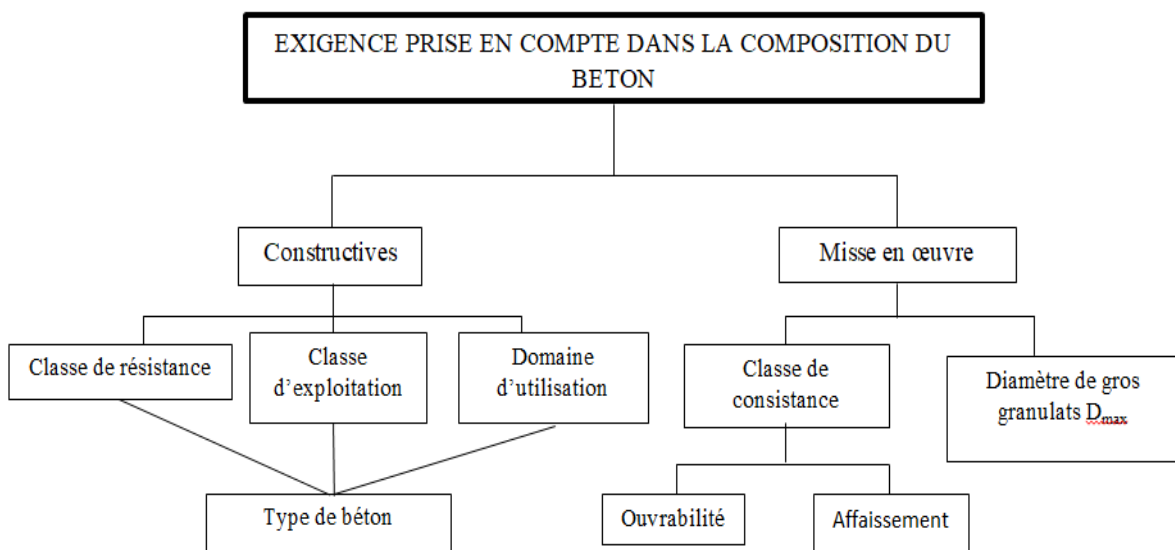 EXIGENCE PRISE EN COMPTE DANS LA COMPOSITION DU
BETON
Constructives
Misse en œuvre
Classe de résistance
Classe
d’exploitation
Domaine
d’utilisation
Classe de
consistance
Diamètre de gros
granulats Dmax
Type de béton
Ouvrabilité
Affaissement